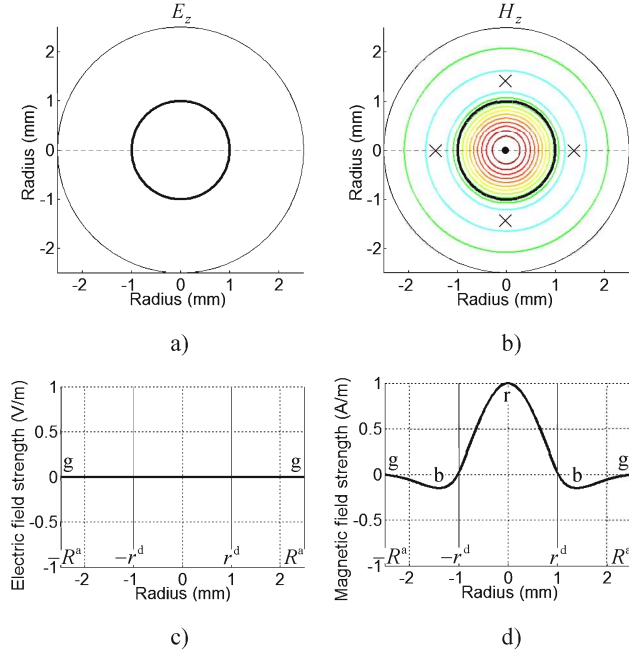 E_z
H_z
Radius (mm)
2
1
0
-1
-2
-2 -1 0 1 2
Radius (mm)
Radius (mm)
2
1
0
-1
-2
-2 -1 0 1 2
Radius (mm)
a)
b)
Electric field strength (V/m)
1
0.5
0
-0.5
-1
g g
−R^a −r^d r^d R^a
-2 -1 0 1 2
Radius (mm)
Magnetic field strength (A/m)
1
0.5
0
-0.5
-1
r
g b b g
−R^a −r^d r^d R^a
-2 -1 0 1 2
Radius (mm)
c)
d)